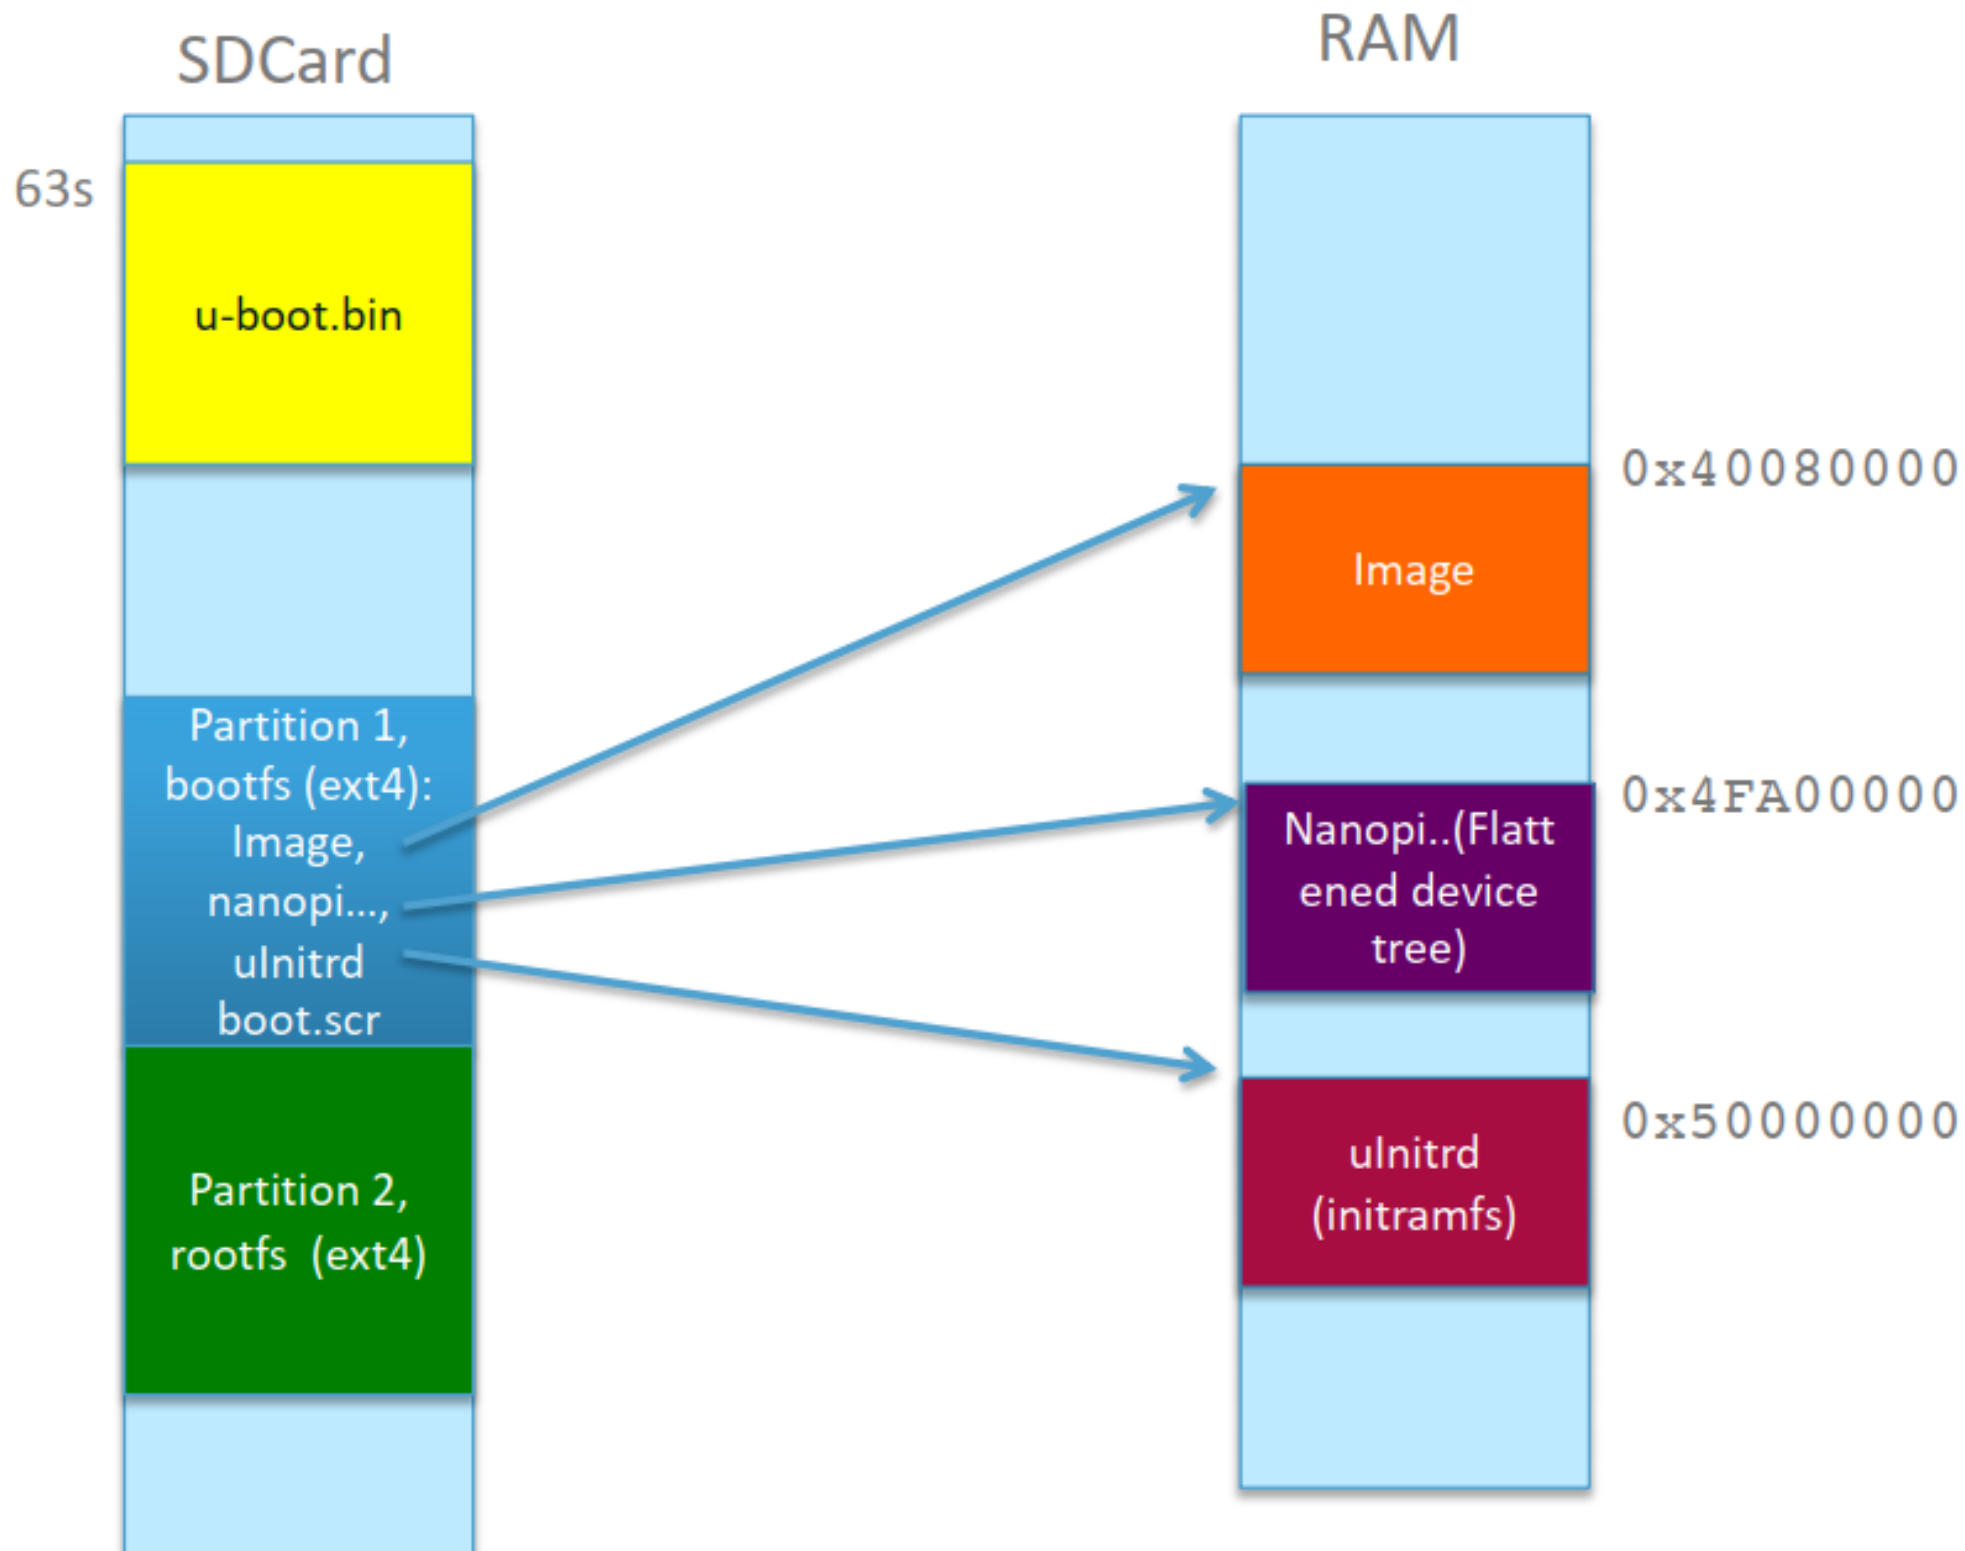 SDCard
63s
u-boot.bin
Partition 1,
bootfs (ext4):
Image,
nanopi...,
uInitrd
boot.scr
Partition 2,
rootfs (ext4)
RAM
0x40080000
Image
0x4FA00000
Nanopi..(Flatt
ened device
tree)
0x50000000
uInitrd
(initramfs)